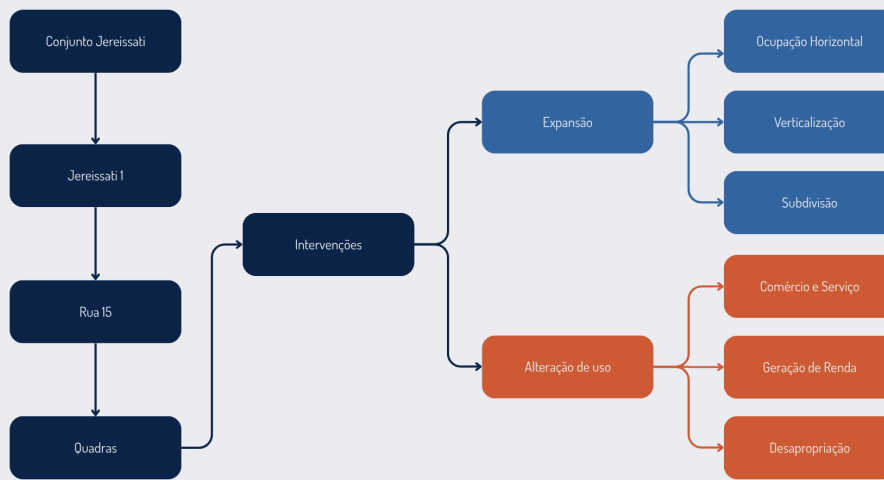 Conjunto Jereissati
Jereissati 1
Rua 15
Quadras
Intervenções
Expansão
Ocupação Horizontal
Verticalização
Subdivisão
Alteração de uso
Comércio e Serviço
Geração de Renda
Desapropriação